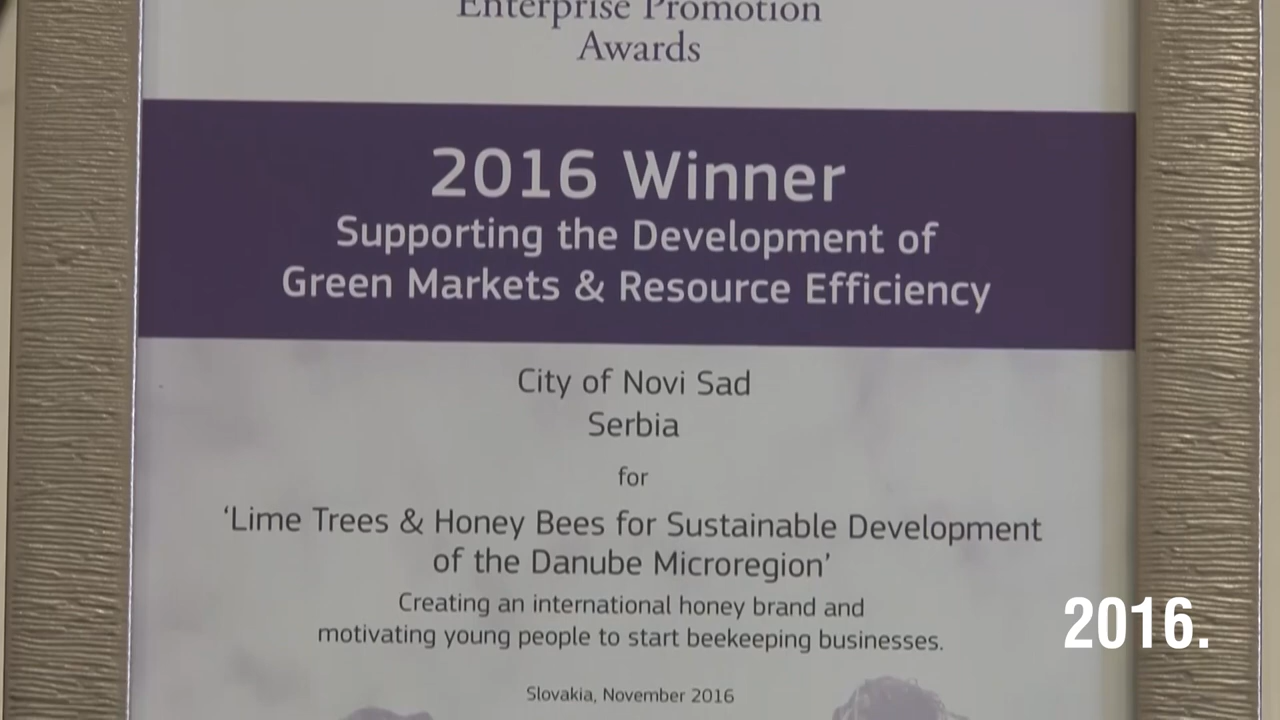 Enterprise Promotion
Awards
2016 Winner
Supporting the Development of
Green Markets & Resource Efficiency
City of Novi Sad
Serbia
for
‘Lime Trees & Honey Bees for Sustainable Development
of the Danube Microregion’
Creating an international honey brand and
motivating young people to start beekeeping businesses.
2016.
Slovakia, November 2016